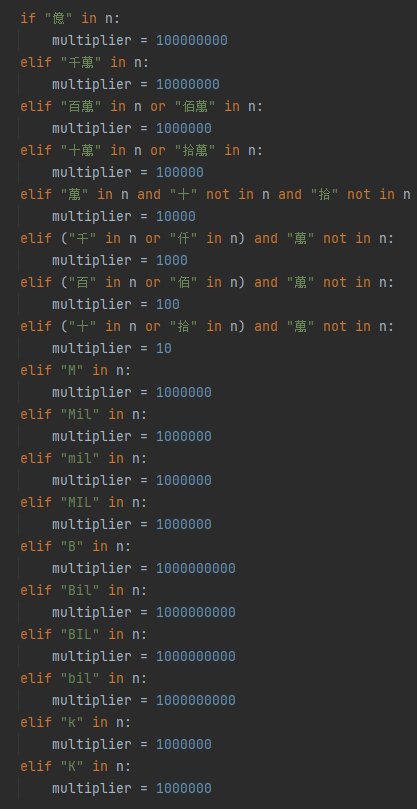 if "億" in n:
multiplier = 100000000
elif "千萬" in n:
multiplier = 10000000
elif "百萬" in n or "佰萬" in n:
multiplier = 1000000
elif "十萬" in n or "拾萬" in n:
multiplier = 100000
elif "萬" in n and "十" not in n and "拾" not in n
multiplier = 10000
elif ("千" in n or "仟" in n) and "萬" not in n:
multiplier = 1000
elif ("百" in n or "佰" in n) and "萬" not in n:
multiplier = 100
elif ("十" in n or "拾" in n) and "萬" not in n:
multiplier = 10
elif "M" in n:
multiplier = 1000000
elif "Mil" in n:
multiplier = 1000000
elif "mil" in n:
multiplier = 1000000
elif "MIL" in n:
multiplier = 1000000
elif "B" in n:
multiplier = 1000000000
elif "Bil" in n:
multiplier = 1000000000
elif "BIL" in n:
multiplier = 1000000000
elif "bil" in n:
multiplier = 1000000000
elif "k" in n:
multiplier = 1000000
elif "K" in n:
multiplier = 1000000